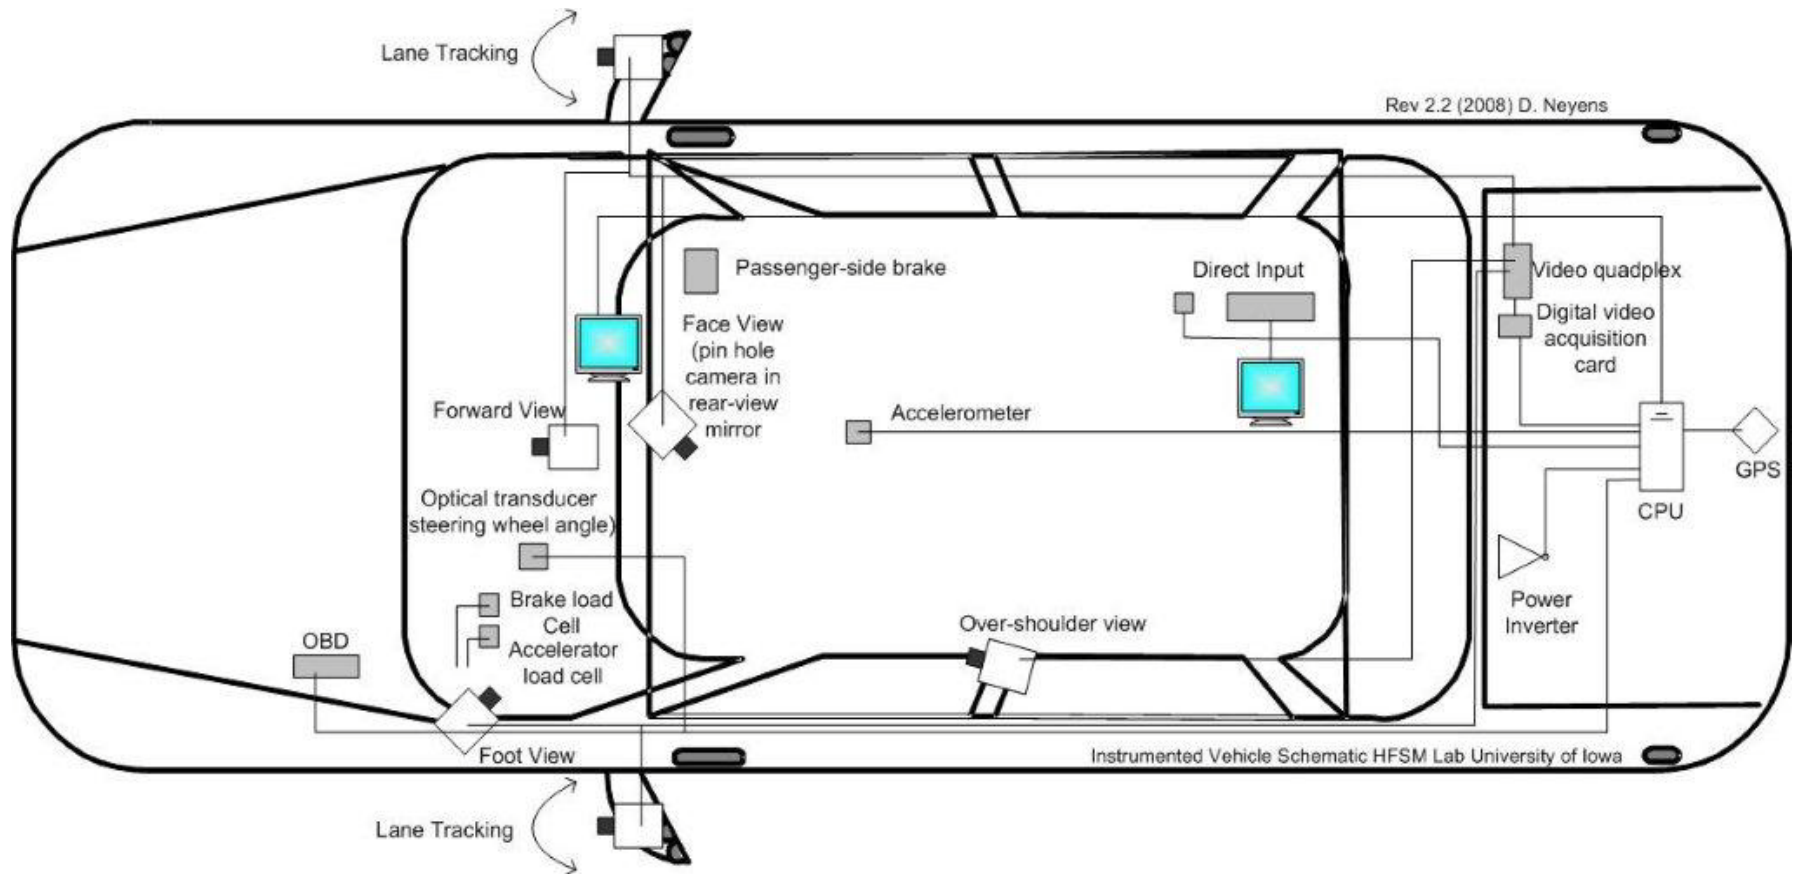 Lane Tracking
Rev 2.2 (2008) D. Neyens
Passenger-side brake
Direct Input
Video quadplex
Digital video
acquisition
card
Face View
(pin hole
camera in
rear-view
mirror
Forward View
Accelerometer
GPS
CPU
Optical transducer
(steering wheel angle)
Brake load
Cell
Accelerator
load cell
OBD
Over-shoulder view
Power
Inverter
Foot View
Instrumented Vehicle Schematic HFSM Lab University of Iowa
Lane Tracking